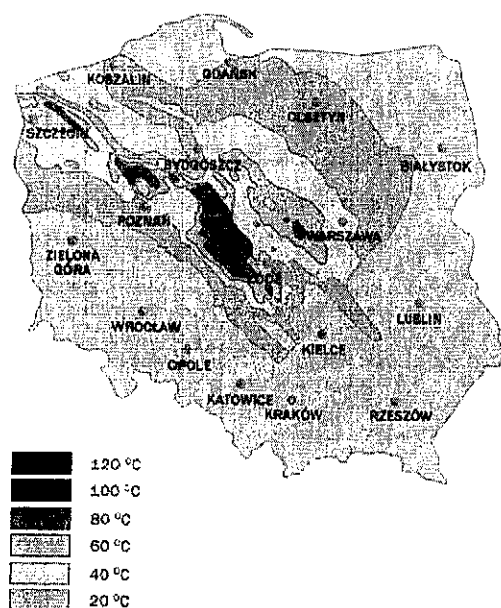 KOSZALIN
GDAŃSK
OLSZTYN
SZCZECIN
BYDGOSZCZ
BIAŁYSTOK
POZNAŃ
WARSZAWA
ZIELONA
GÓRA
ŁÓDŹ
WROCŁAW
LUBLIN
KIELCE
OPOLE
KATOWICE
KRAKÓW
RZESZÓW
120 °C
100 °C
80 °C
60 °C
40 °C
20 °C